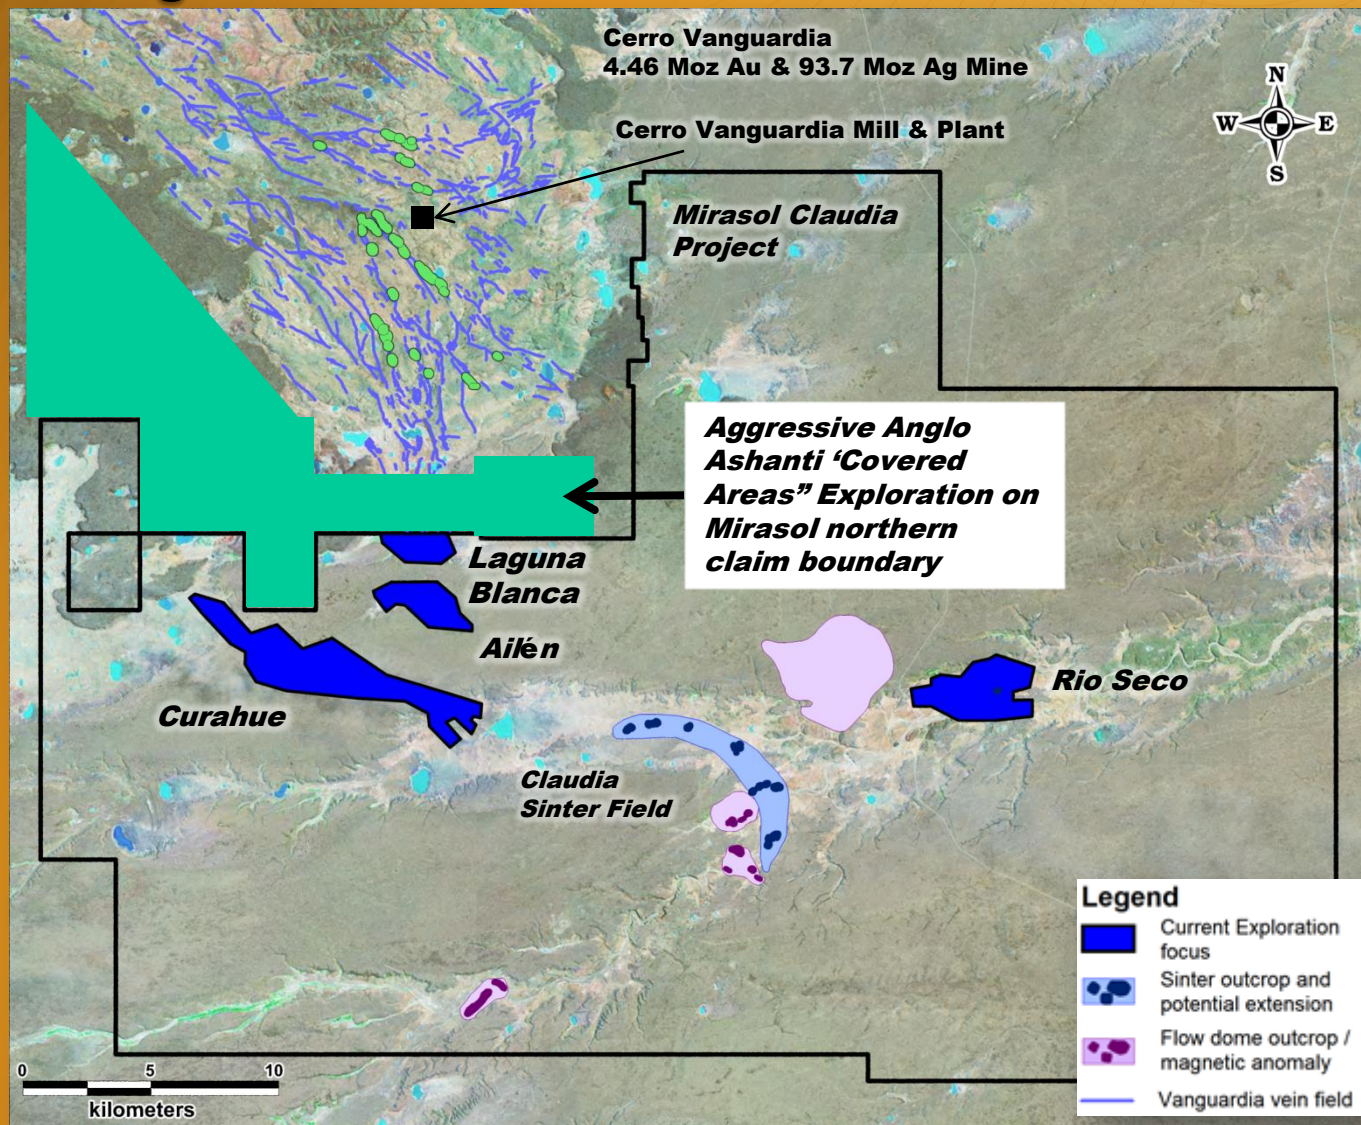 Cerro Vanguardia
4.46 Moz Au & 93.7 Moz Ag Mine
N
W
E
S
Cerro Vanguardia Mill & Plant
Mirasol Claudia
Project
Aggressive Anglo
Ashanti ‘Covered
Areas” Exploration on
Mirasol northern
claim boundary
Laguna
Blanca
Ailén
Curahue
Rio Seco
Claudia
Sinter Field
Legend
Current Exploration
focus
Sinter outcrop and
potential extension
Flow dome outcrop /
magnetic anomaly
Vanguardia vein field
0 5 10
kilometers